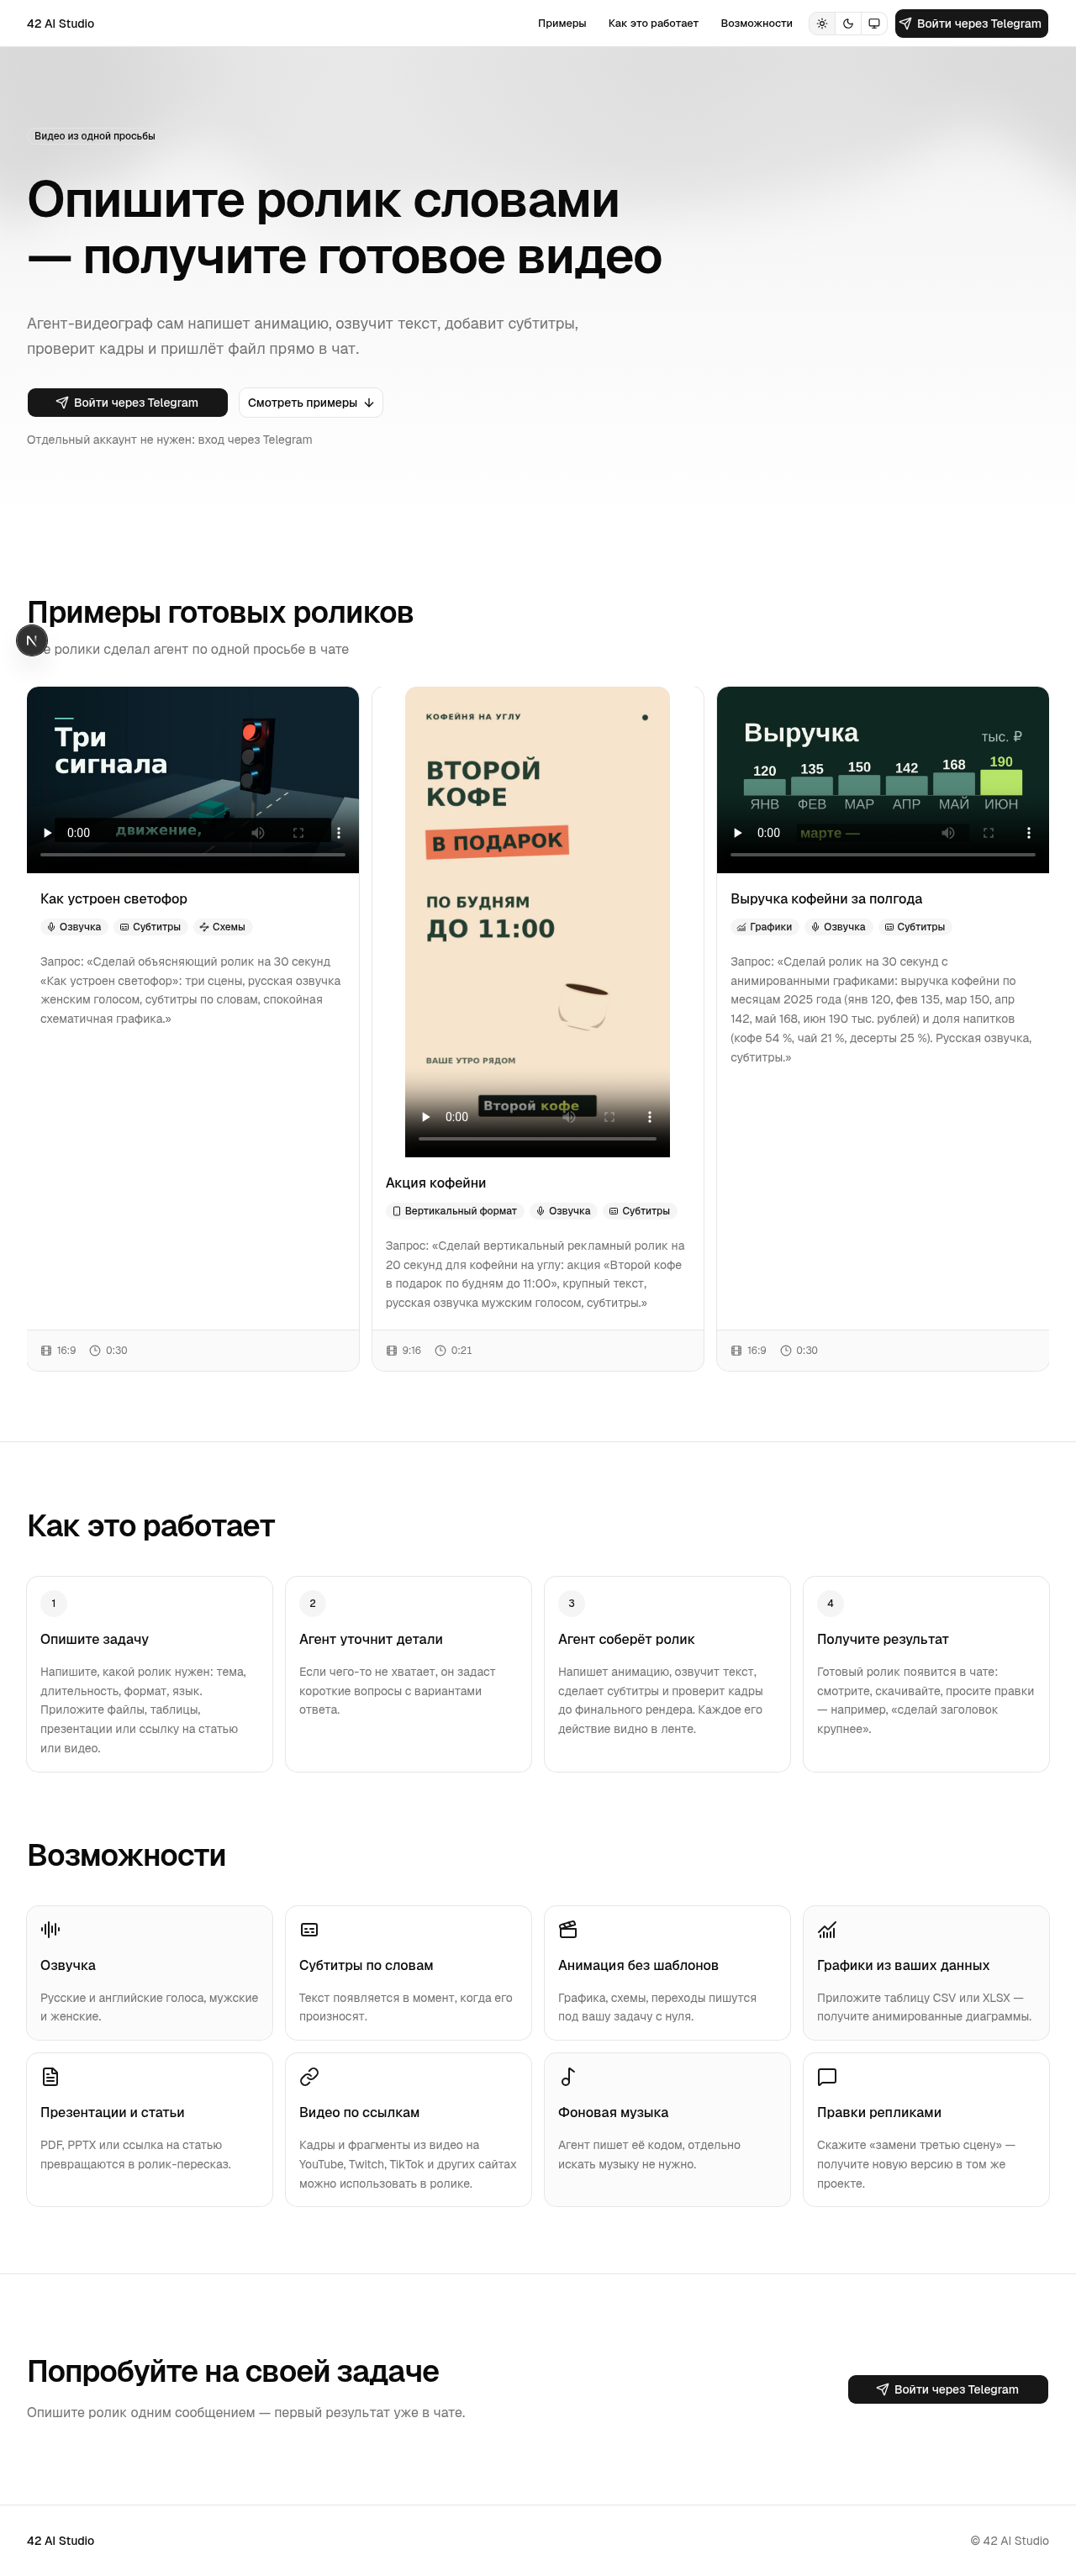 42 AI Studio
Примеры
Как это работает
Возможности
Войти через Telegram
Видео из одной просьбы
Опишите ролик словами
— получите готовое видео
Агент-видеограф сам напишет анимацию, озвучит текст, добавит субтитры,
проверит кадры и пришлёт файл прямо в чат.
Войти через Telegram
Смотреть примеры
Отдельный аккаунт не нужен: вход через Telegram
Примеры готовых роликов
N
ролики сделал агент по одной просьбе в чате
Три
сигнала
движение,
0:00
Как устроен светофор
Озвучка
Субтитры
Схемы
Запрос: «Сделай объясняющий ролик на 30 секунд
«Как устроен светофор»: три сцены, русская озвучка
женским голосом, субтитры по словам, спокойная
схематичная графика.»
16:9
0:30
КОФЕЙНЯ НА УГЛУ
ВТОРОЙ
КОФЕ
В ПОДАРОК
ПО БУДНЯМ
ДО 11:00
ВАШЕ УТРО РЯДОМ
Второй кофе
0:00
Акция кофейни
Вертикальный формат
Озвучка
Субтитры
Запрос: «Сделай вертикальный рекламный ролик на
20 секунд для кофейни на углу: акция «Второй кофе
в подарок по будням до 11:00», крупный текст,
русская озвучка мужским голосом, субтитры.»
9:16
0:21
Выручка
тыс. ₽
120 135 150 142 168 190
ЯНВ ФЕВ МАР АПР МАЙ ИЮН
марте —
0:00
Выручка кофейни за полгода
Графики
Озвучка
Субтитры
Запрос: «Сделай ролик на 30 секунд с
анимированными графиками: выручка кофейни по
месяцам 2025 года (янв 120, фев 135, мар 150, апр
142, май 168, июн 190 тыс. рублей) и доля напитков
(кофе 54 %, чай 21 %, десерты 25 %). Русская озвучка,
субтитры.»
16:9
0:30
Как это работает
1
Опишите задачу
Напишите, какой ролик нужен: тема,
длительность, формат, язык.
Приложите файлы, таблицы,
презентации или ссылку на статью
или видео.
2
Агент уточнит детали
Если чего-то не хватает, он задаст
короткие вопросы с вариантами
ответа.
3
Агент соберёт ролик
Напишет анимацию, озвучит текст,
сделает субтитры и проверит кадры
до финального рендера. Каждое его
действие видно в ленте.
4
Получите результат
Готовый ролик появится в чате:
смотрите, скачивайте, просите правки
— например, «сделай заголовок
крупнее».
Возможности
Озвучка
Русские и английские голоса, мужские
и женские.
Субтитры по словам
Текст появляется в момент, когда его
произносят.
Анимация без шаблонов
Графика, схемы, переходы пишутся
под вашу задачу с нуля.
Графики из ваших данных
Приложите таблицу CSV или XLSX —
получите анимированные диаграммы.
Презентации и статьи
PDF, PPTX или ссылка на статью
превращаются в ролик-пересказ.
Видео по ссылкам
Кадры и фрагменты из видео на
YouTube, Twitch, TikTok и других сайтах
можно использовать в ролике.
Фоновая музыка
Агент пишет её кодом, отдельно
искать музыку не нужно.
Правки репликами
Скажите «замени третью сцену» —
получите новую версию в том же
проекте.
Попробуйте на своей задаче
Опишите ролик одним сообщением — первый результат уже в чате.
Войти через Telegram
42 AI Studio
© 42 AI Studio